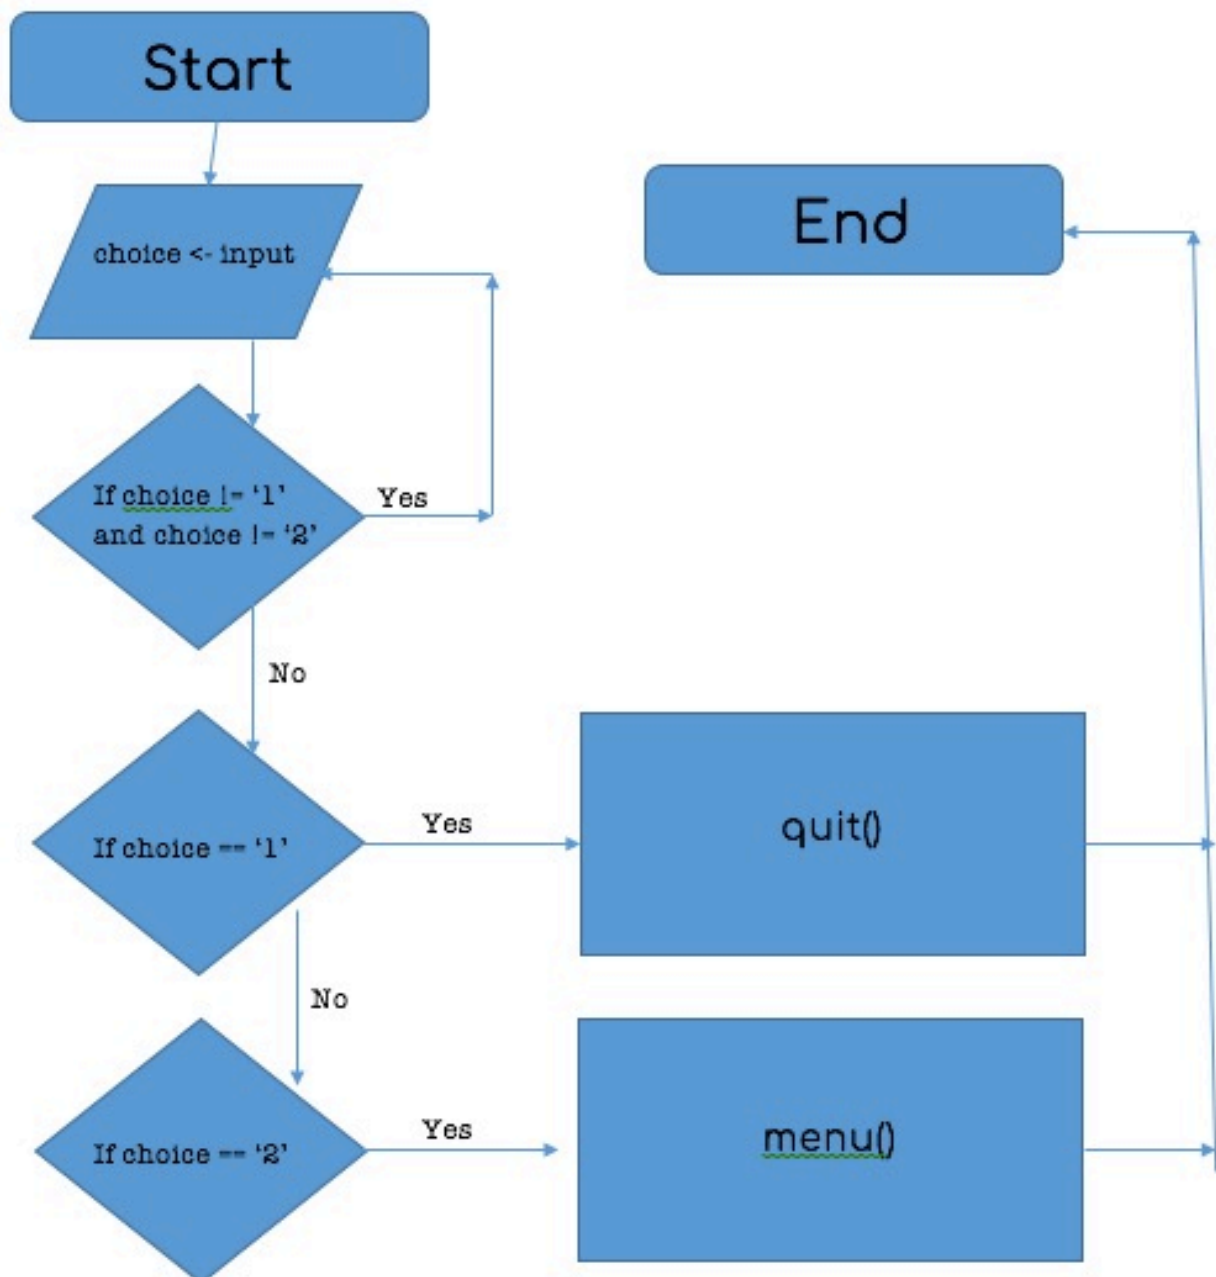 Start
End
choice <- input
If choice != ‘1’
and choice != ‘2’
Yes
No
If choice == ‘1’
Yes
quit()
No
If choice == ‘2’
Yes
menu()